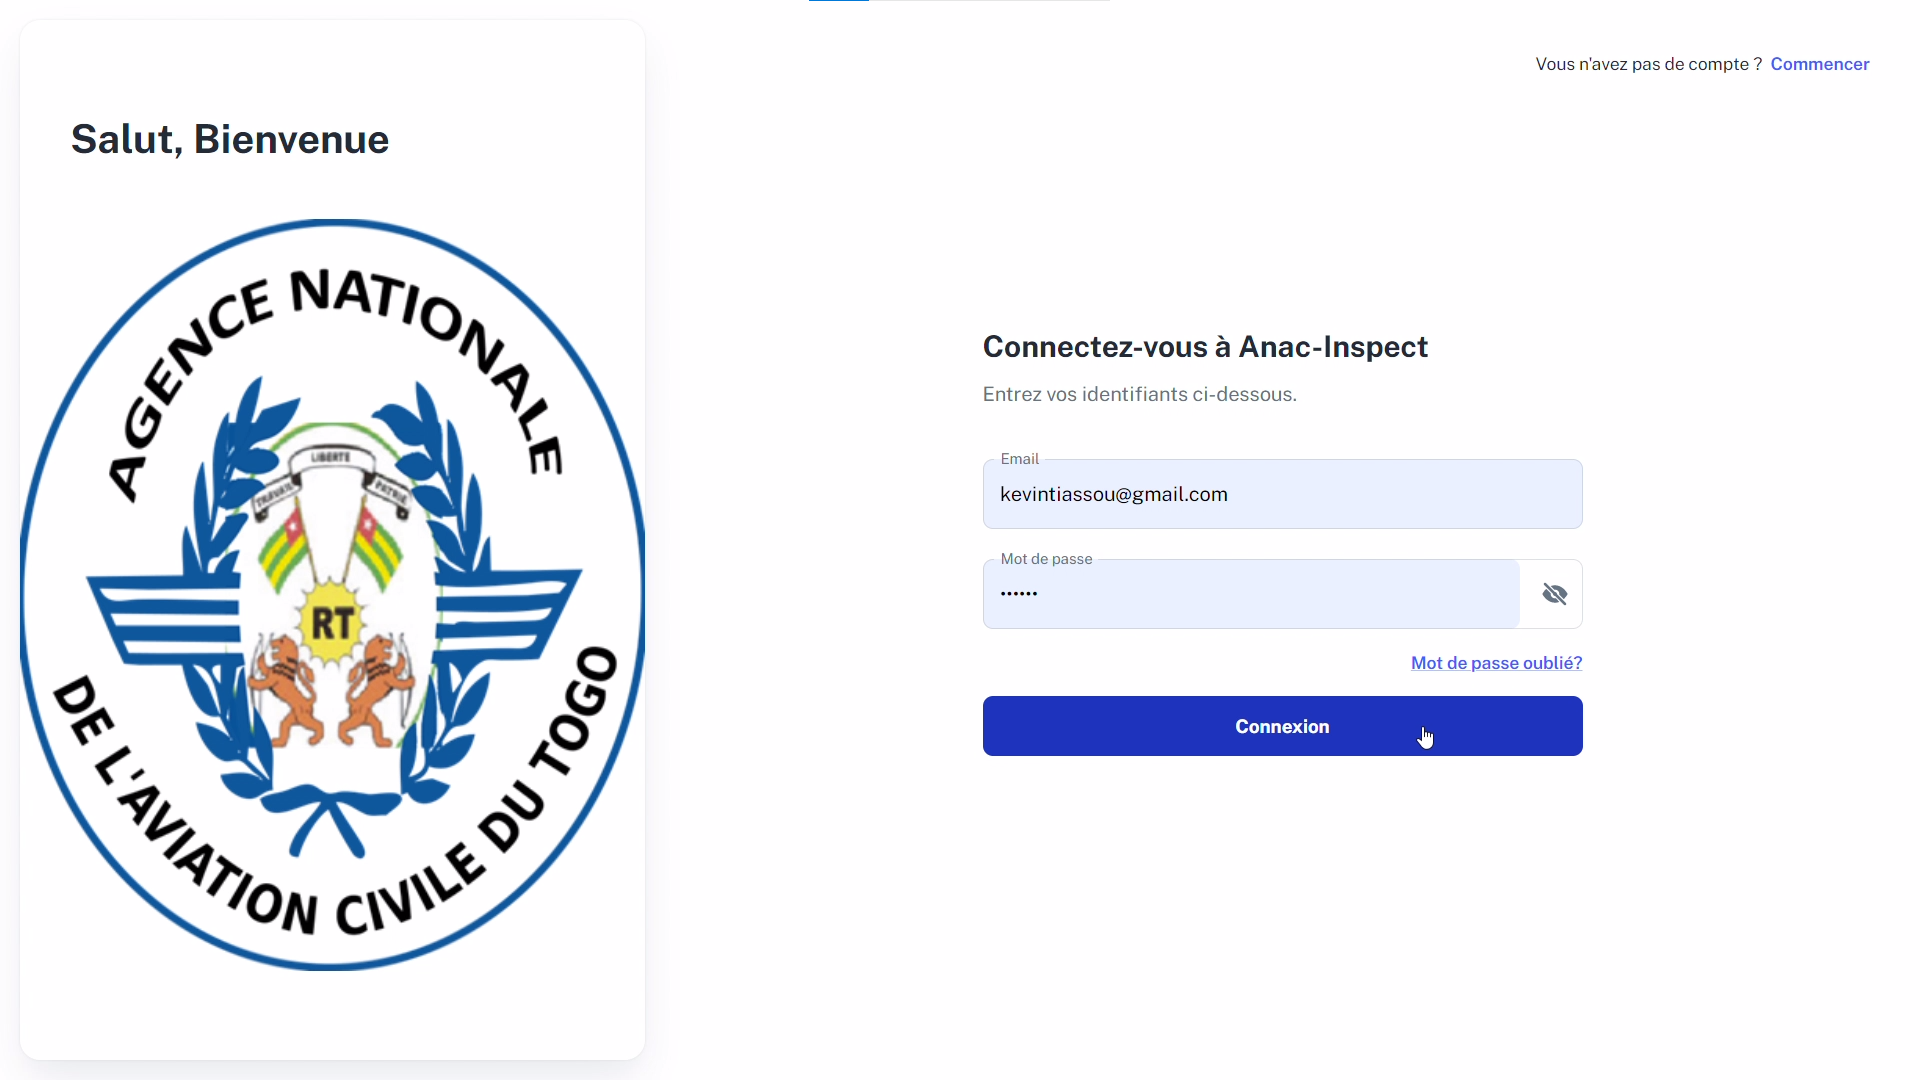 Vous n'avez pas de compte ? Commencer
Salut, Bienvenue
AGENCE NATIONALE
LIBERTE
TRAVAIL
PATRIE
RT
DE L'AVIATION CIVILE DU TOGO
Connectez-vous à Anac-Inspect
Entrez vos identifiants ci-dessous.
Email
kevintiassou@gmail.com
Mot de passe
••••••
Mot de passe oublié?
Connexion